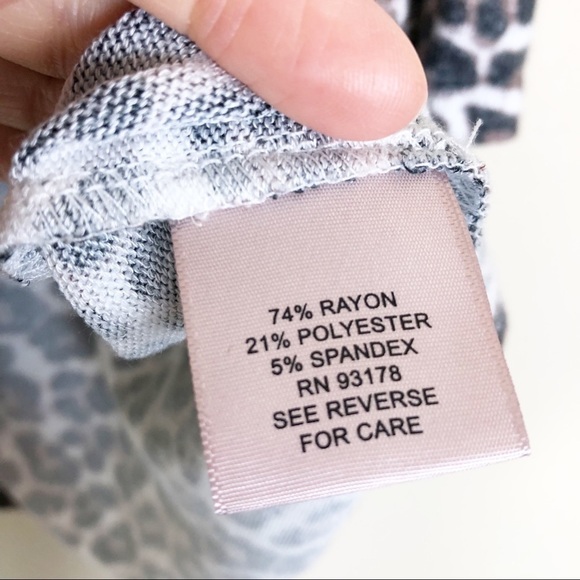 74% RAYON
21% POLYESTER
5% SPANDEX
RN 93178
SEE REVERSE
FOR CARE